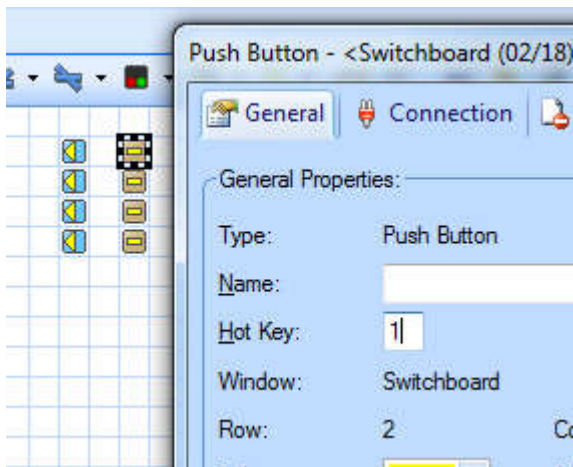 Push Button - <Switchboard (02/18)
General Connection
General Properties:
Type: Push Button
Name:
Hot Key: 1
Window: Switchboard
Row: 2